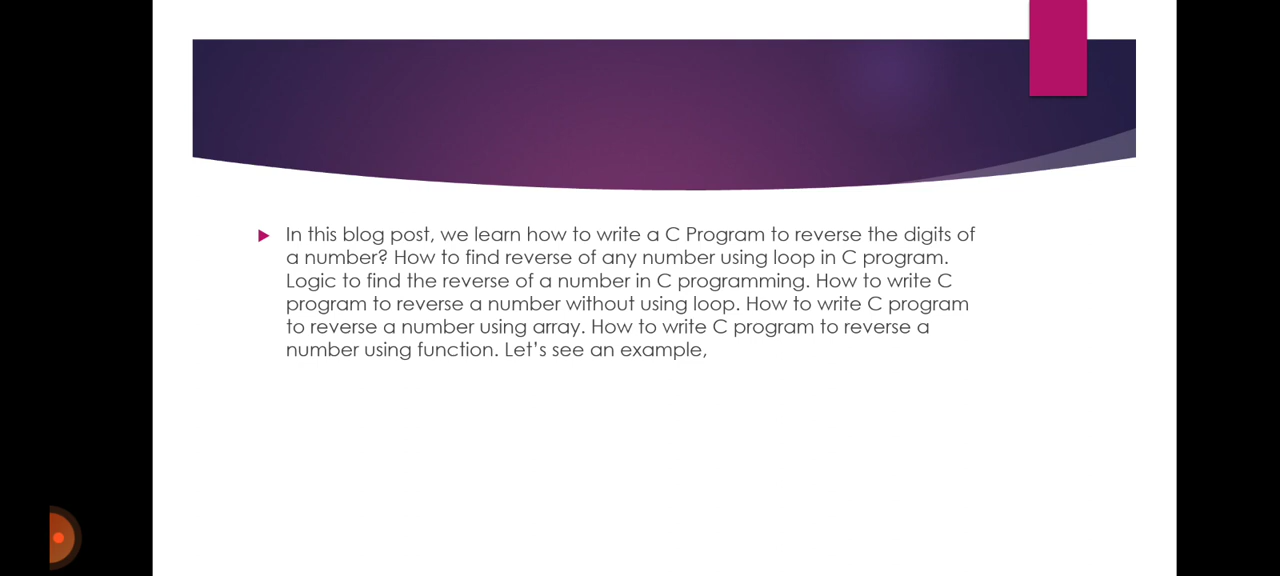 In this blog post, we learn how to write a C Program to reverse the digits of
a number? How to find reverse of any number using loop in C program.
Logic to find the reverse of a number in C programming. How to write C
program to reverse a number without using loop. How to write C program
to reverse a number using array. How to write C program to reverse a
number using function. Let’s see an example,